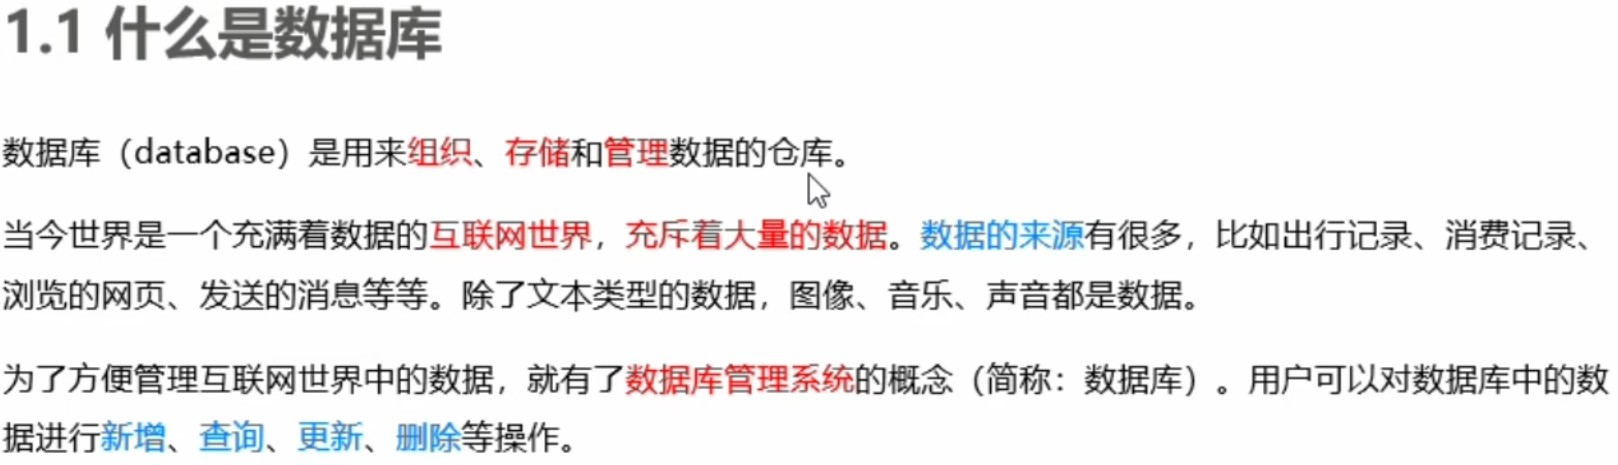 1.1 什么是数据库
数据库（database）是用来组织、存储和管理数据的仓库。
当今世界是一个充满着数据的互联网世界，充斥着大量的数据。数据的来源有很多，比如出行记录、消费记录、
浏览的网页、发送的消息等等。除了文本类型的数据，图像、音乐、声音都是数据。
为了方便管理互联网世界中的数据，就有了数据库管理系统的概念（简称：数据库）。用户可以对数据库中的数
据进行新增、查询、更新、删除等操作。